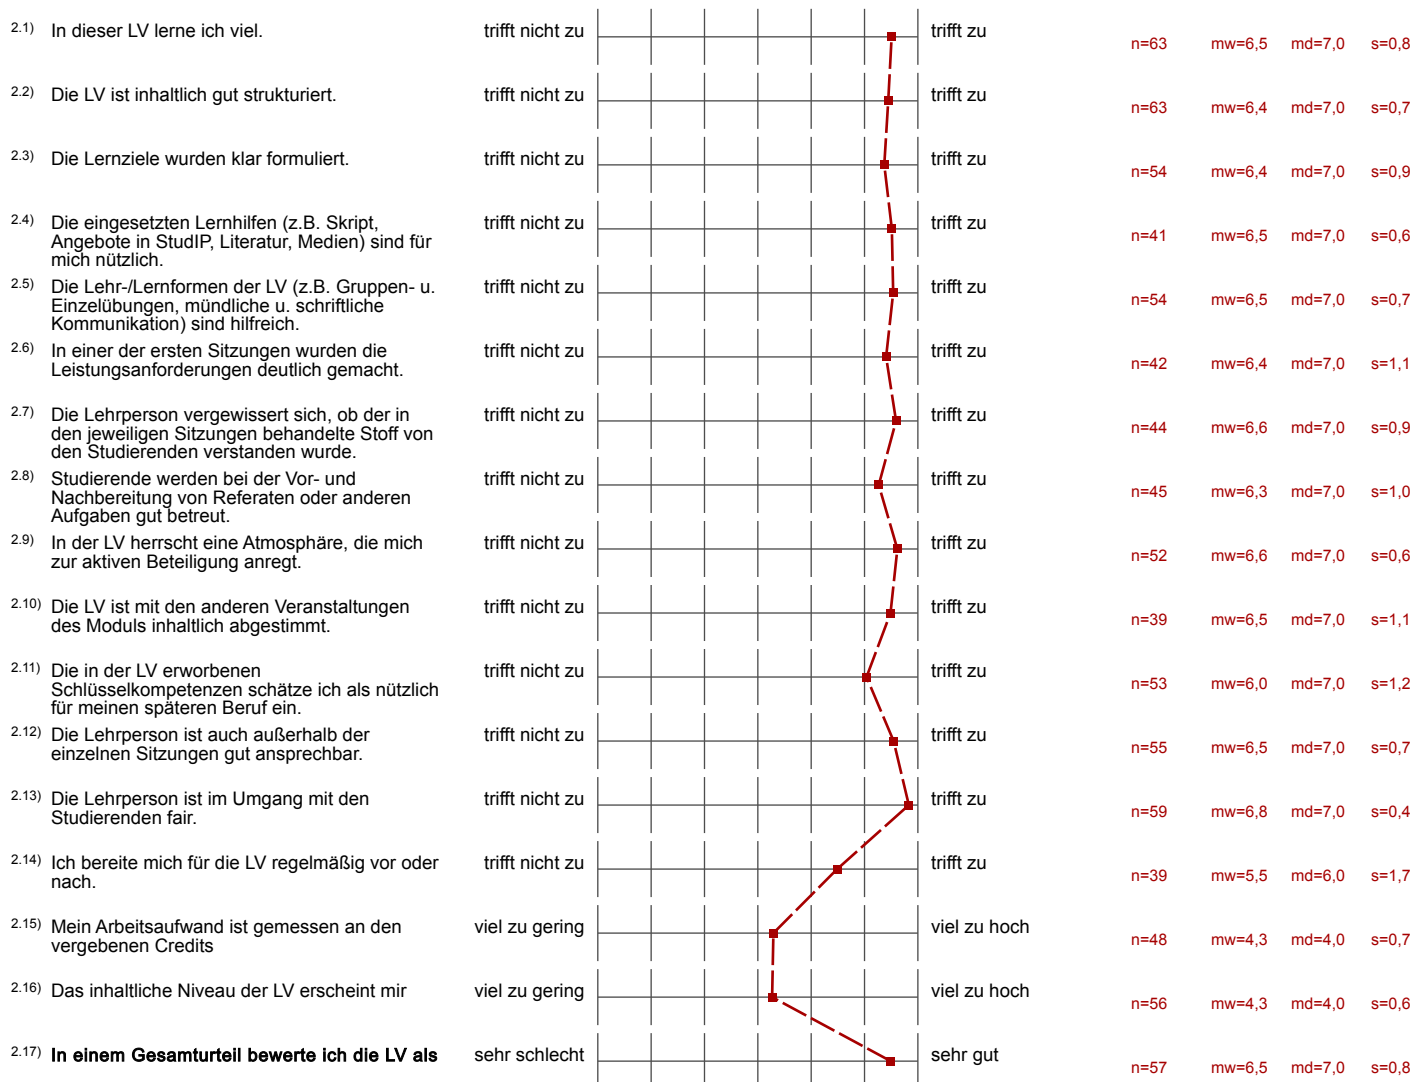 2.1) In dieser LV lerne ich viel. trifft nicht zu trifft zu n=63 mw=6,5 md=7,0 s=0,8
2.2) Die LV ist inhaltlich gut strukturiert. trifft nicht zu trifft zu n=63 mw=6,4 md=7,0 s=0,7
2.3) Die Lernziele wurden klar formuliert. trifft nicht zu trifft zu n=54 mw=6,4 md=7,0 s=0,9
2.4) Die eingesetzten Lernhilfen (z.B. Skript, trifft nicht zu trifft zu
Angebote in StudIP, Literatur, Medien) sind für n=41 mw=6,5 md=7,0 s=0,6
mich nützlich.
2.5) Die Lehr-/Lernformen der LV (z.B. Gruppen- u. trifft nicht zu trifft zu
Einzelübungen, mündliche u. schriftliche n=54 mw=6,5 md=7,0 s=0,7
Kommunikation) sind hilfreich.
2.6) In einer der ersten Sitzungen wurden die trifft nicht zu trifft zu
Leistungsanforderungen deutlich gemacht. n=42 mw=6,4 md=7,0 s=1,1
2.7) Die Lehrperson vergewissert sich, ob der in trifft nicht zu trifft zu
den jeweiligen Sitzungen behandelte Stoff von n=44 mw=6,6 md=7,0 s=0,9
den Studierenden verstanden wurde.
2.8) Studierende werden bei der Vor- und trifft nicht zu trifft zu
Nachbereitung von Referaten oder anderen n=45 mw=6,3 md=7,0 s=1,0
Aufgaben gut betreut.
2.9) In der LV herrscht eine Atmosphäre, die mich trifft nicht zu trifft zu
zur aktiven Beteiligung anregt. n=52 mw=6,6 md=7,0 s=0,6
2.10) Die LV ist mit den anderen Veranstaltungen trifft nicht zu trifft zu
des Moduls inhaltlich abgestimmt. n=39 mw=6,5 md=7,0 s=1,1
2.11) Die in der LV erworbenen trifft nicht zu trifft zu
Schlüsselkompetenzen schätze ich als nützlich n=53 mw=6,0 md=7,0 s=1,2
für meinen späteren Beruf ein.
2.12) Die Lehrperson ist auch außerhalb der trifft nicht zu trifft zu
einzelnen Sitzungen gut ansprechbar. n=55 mw=6,5 md=7,0 s=0,7
2.13) Die Lehrperson ist im Umgang mit den trifft nicht zu trifft zu
Studierenden fair. n=59 mw=6,8 md=7,0 s=0,4
2.14) Ich bereite mich für die LV regelmäßig vor oder trifft nicht zu trifft zu
nach. n=39 mw=5,5 md=6,0 s=1,7
2.15) Mein Arbeitsaufwand ist gemessen an den viel zu gering viel zu hoch
vergebenen Credits n=48 mw=4,3 md=4,0 s=0,7
2.16) Das inhaltliche Niveau der LV erscheint mir viel zu gering viel zu hoch n=56 mw=4,3 md=4,0 s=0,6
2.17) In einem Gesamturteil bewerte ich die LV als sehr schlecht sehr gut n=57 mw=6,5 md=7,0 s=0,8